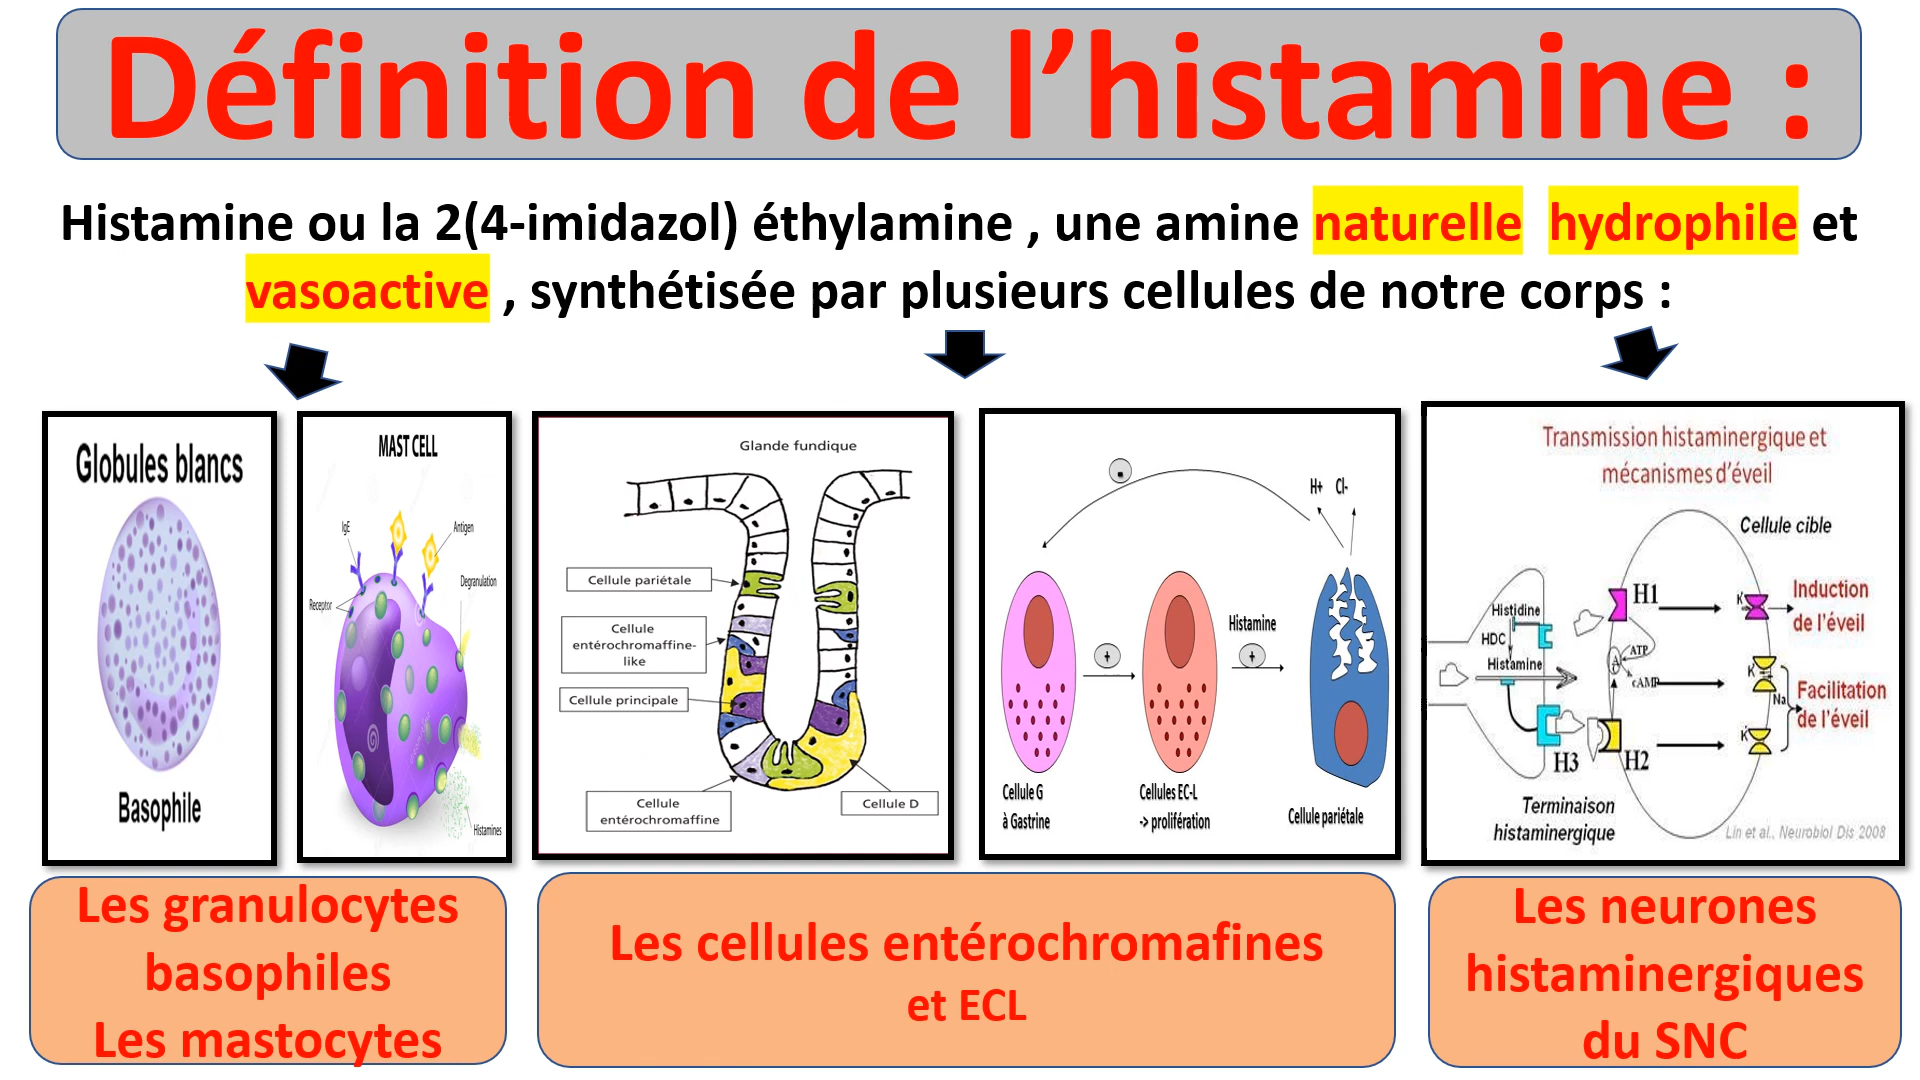 Définition de l’histamine :
Histamine ou la 2(4-imidazol) éthylamine , une amine naturelle hydrophile et
vasoactive , synthétisée par plusieurs cellules de notre corps :
Globules blancs
Basophile
MAST CELL
IgE
Antigen
Degranulation
Receptor
Histamines
Glande fundique
Cellule pariétale
Cellule
entérochromaffine-
like
Cellule principale
Cellule
entérochromaffine
Cellule D
H+ Cl-
Histamine
+
+
Cellule G
à Gastrine
Cellules EC-L
-> prolifération
Cellule pariétale
Transmission histaminergique et
mécanismes d’éveil
Cellule cible
Histidine
HDC
Histamine
H1
ATP
cAMP
K
Induction
de l’éveil
K
Na
Facilitation
de l’éveil
K
H3
H2
Terminaison
histaminergique
Lin et al., Neurobiol Dis 2008
Les granulocytes
basophiles
Les mastocytes
Les cellules entérochromafines
et ECL
Les neurones
histaminergiques
du SNC